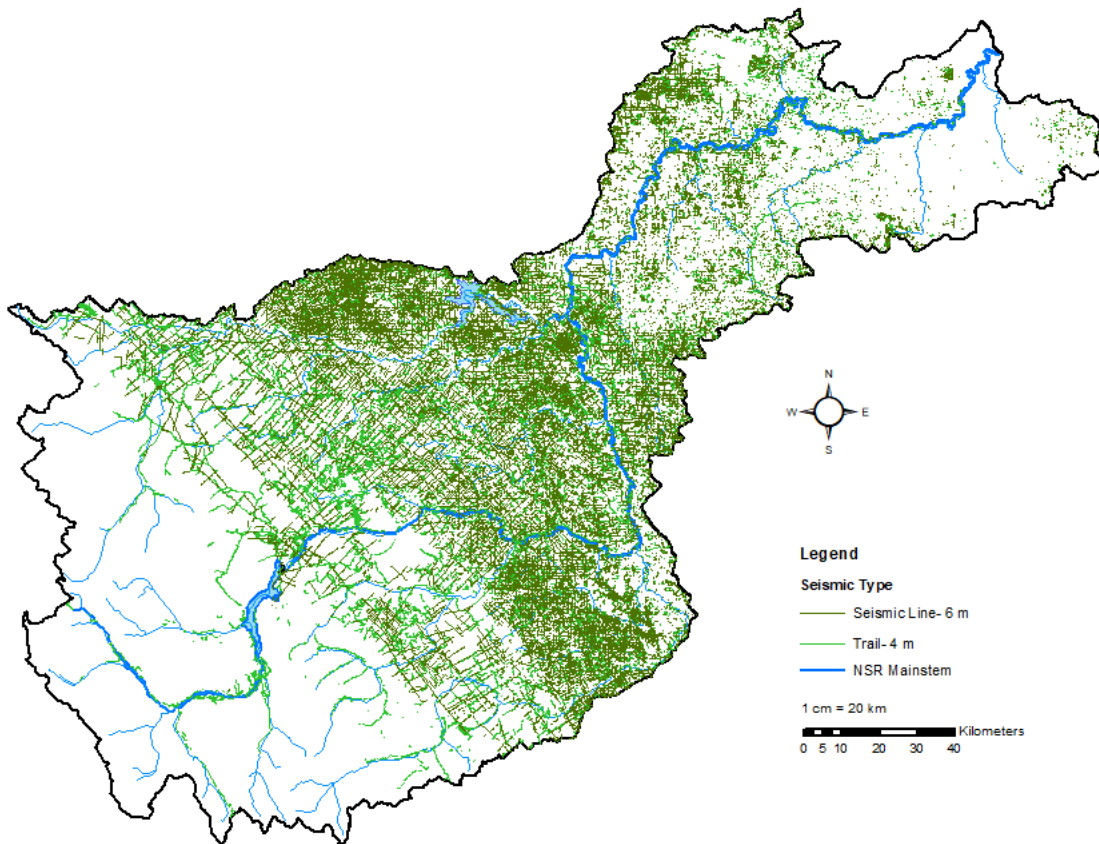 N
W E
S
Legend
Seismic Type
Seismic Line- 6 m
Trail- 4 m
NSR Mainstem
1 cm = 20 km
Kilometers
0 5 10 20 30 40